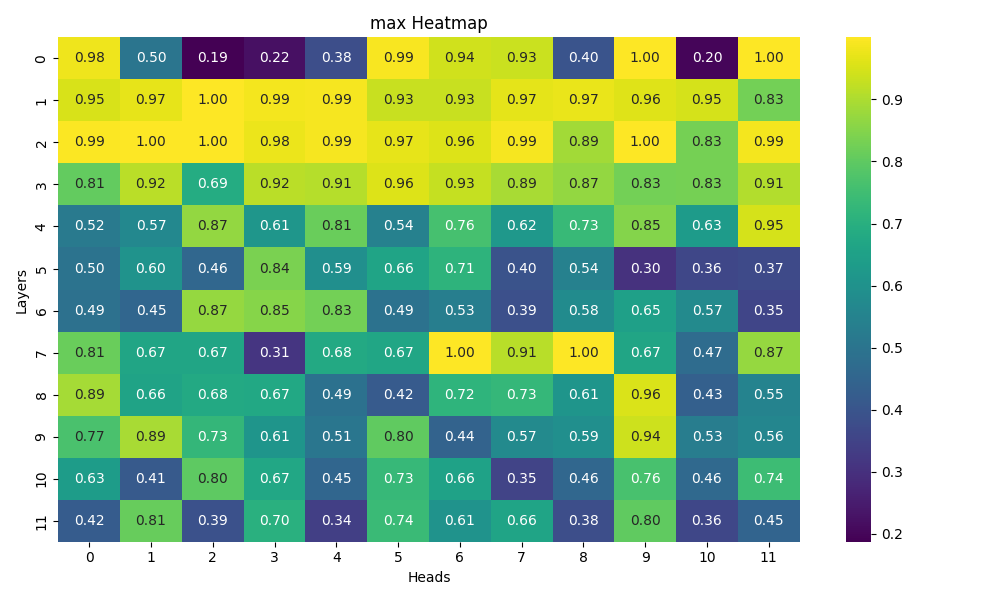 max Heatmap
0 0.98 0.50 0.19 0.22 0.38 0.99 0.94 0.93 0.40 1.00 0.20 1.00
1 0.95 0.97 1.00 0.99 0.99 0.93 0.93 0.97 0.97 0.96 0.95 0.83
2 0.99 1.00 1.00 0.98 0.99 0.97 0.96 0.99 0.89 1.00 0.83 0.99
3 0.81 0.92 0.69 0.92 0.91 0.96 0.93 0.89 0.87 0.83 0.83 0.91
4 0.52 0.57 0.87 0.61 0.81 0.54 0.76 0.62 0.73 0.85 0.63 0.95
5 0.50 0.60 0.46 0.84 0.59 0.66 0.71 0.40 0.54 0.30 0.36 0.37
6 0.49 0.45 0.87 0.85 0.83 0.49 0.53 0.39 0.58 0.65 0.57 0.35
7 0.81 0.67 0.67 0.31 0.68 0.67 1.00 0.91 1.00 0.67 0.47 0.87
8 0.89 0.66 0.68 0.67 0.49 0.42 0.72 0.73 0.61 0.96 0.43 0.55
9 0.77 0.89 0.73 0.61 0.51 0.80 0.44 0.57 0.59 0.94 0.53 0.56
10 0.63 0.41 0.80 0.67 0.45 0.73 0.66 0.35 0.46 0.76 0.46 0.74
11 0.42 0.81 0.39 0.70 0.34 0.74 0.61 0.66 0.38 0.80 0.36 0.45
0 1 2 3 4 5 6 7 8 9 10 11
Heads
Layers
0.9
0.8
0.7
0.6
0.5
0.4
0.3
0.2